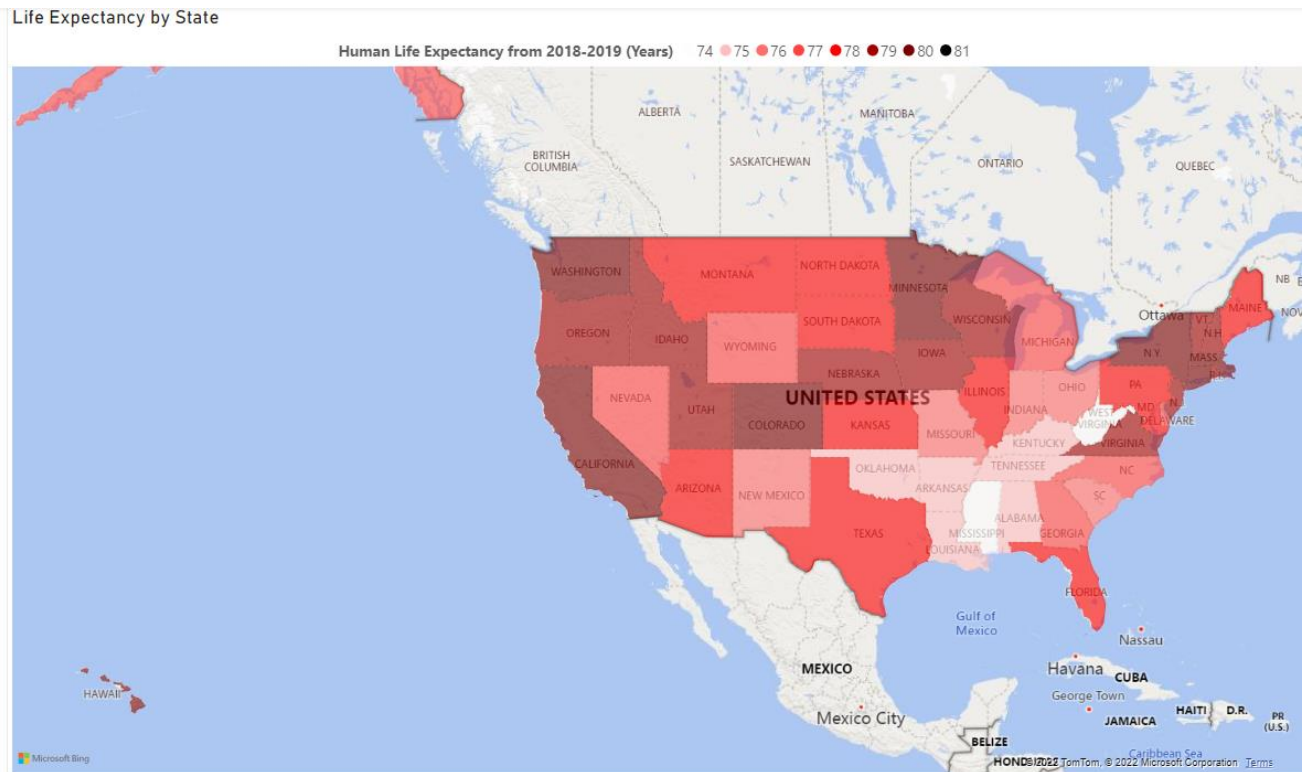 Life Expectancy by State
Human Life Expectancy from 2018-2019 (Years) 74 75 76 77 78 79 80 81
ALBERTA
MANITOBA
BRITISH
COLUMBIA
SASKATCHEWAN
ONTARIO
QUEBEC
WASHINGTON
MONTANA
NORTH DAKOTA
MINNESOTA
NB
Ottawa
MAINE
VT.
N.H
OREGON
IDAHO
SOUTH DAKOTA
WISCONSIN
MICHIGAN
N.Y.
MASS
WYOMING
IOWA
R.I.
NEBRASKA
PA
NEVADA
UTAH
UNITED STATES
ILLINOIS
INDIANA
OHIO
MD
N.J
COLORADO
KANSAS
MISSOURI
WEST
VIRGINIA
DELAWARE
KENTUCKY
VIRGINIA
CALIFORNIA
OKLAHOMA
TENNESSEE
NC
ARIZONA
NEW MEXICO
ARKANSAS
SC
TEXAS
MISSISSIPPI
ALABAMA
GEORGIA
LOUISIANA
FLORIDA
Gulf of
Mexico
Nassau
MEXICO
Havana
CUBA
HAWAII
George Town
HAITI
D.R.
PR
(U.S.)
Mexico City
JAMAICA
BELIZE
Caribbean Sea
Microsoft Bing
© 2022 TomTom, © 2022 Microsoft Corporation Terms